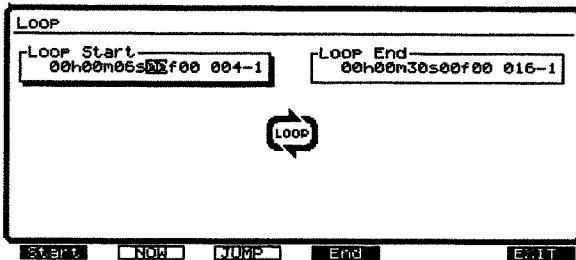 Loop
Loop Start
00h00m06s00f00 004-1
Loop End
00h00m30s00f00 016-1
LOOP
Start NOW JUMP End EXIT